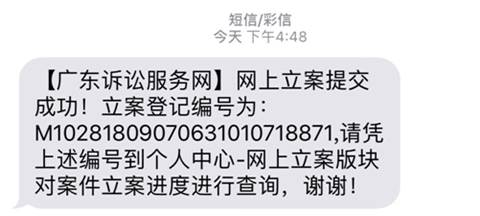 短信/彩信
今天 下午4:48
【广东诉讼服务网】网上立案提交
成功！立案登记编号为：
M10281809070631010718871,请凭
上述编号到个人中心-网上立案版块
对案件立案进度进行查询，谢谢！